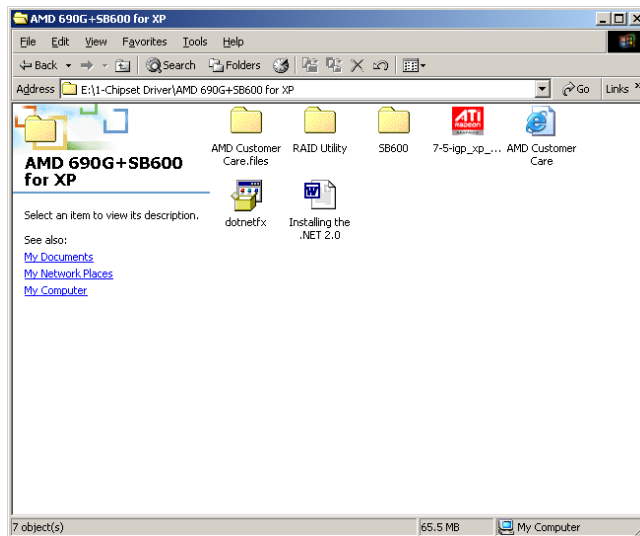 AMD 690G+SB600 for XP
File Edit View Favorites Tools Help
Back Search Folders
Address E:\1-Chipset Driver\AMD 690G+SB600 for XP Go Links »
AMD 690G+SB600
for XP
Select an item to view its description.
See also:
My Documents
My Network Places
My Computer
AMD Customer
Care.files
RAID Utility
SB600
ATI
RADEON
GRAPHICS
7-5-igp_xp_...
AMD Customer
Care
dotnetfx
Installing the
.NET 2.0
7 object(s) 65.5 MB My Computer